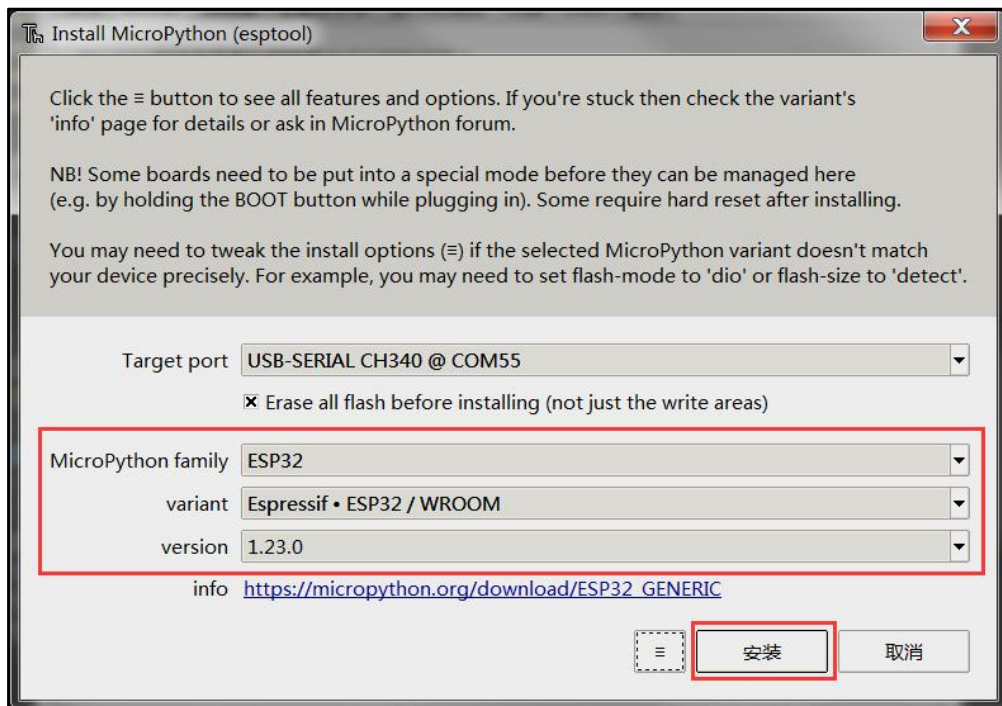 Install MicroPython (esptool)
Click the ≡ button to see all features and options. If you're stuck then check the variant's
'info' page for details or ask in MicroPython forum.
NB! Some boards need to be put into a special mode before they can be managed here
(e.g. by holding the BOOT button while plugging in). Some require hard reset after installing.
You may need to tweak the install options (≡) if the selected MicroPython variant doesn't match
your device precisely. For example, you may need to set flash-mode to 'dio' or flash-size to 'detect'.
Target port USB-SERIAL CH340 @ COM55
Erase all flash before installing (not just the write areas)
MicroPython family ESP32
variant Espressif • ESP32 / WROOM
version 1.23.0
info https://micropython.org/download/ESP32_GENERIC
≡ 安装 取消